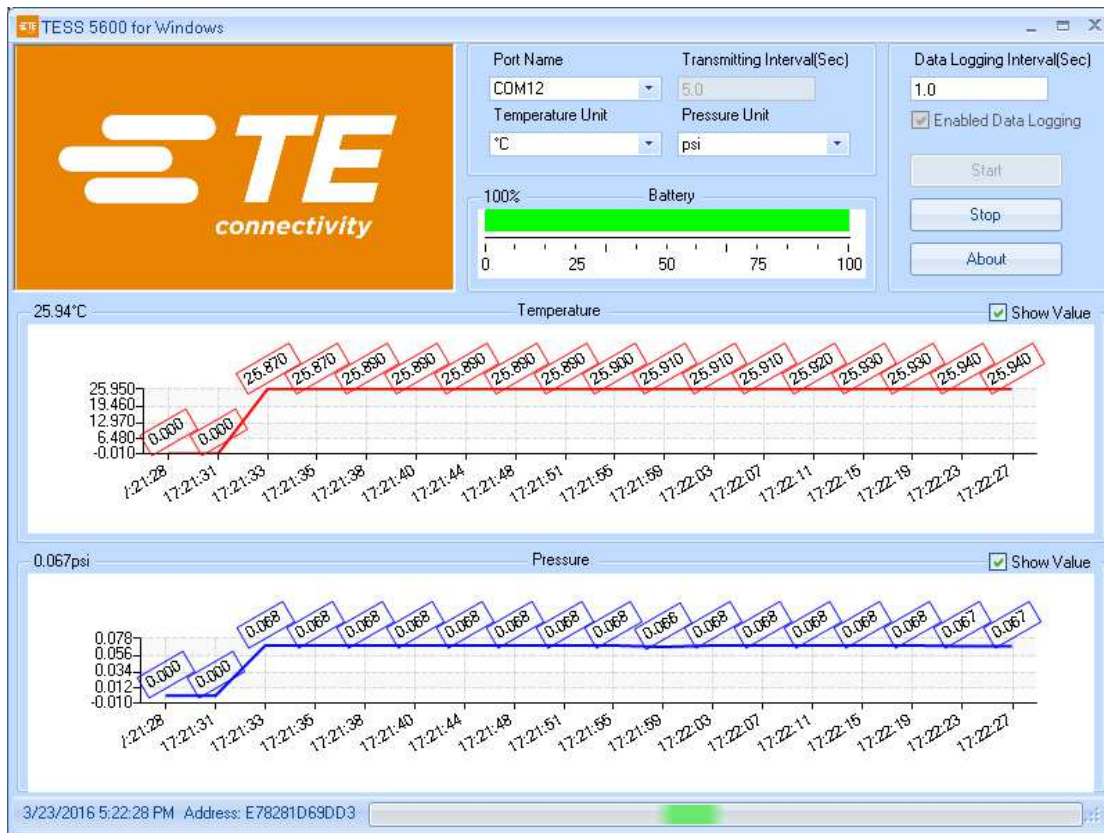 TESS 5600 for Windows
TE
connectivity
Port Name
Transmitting Interval(Sec)
COM12
5.0
Temperature Unit
Pressure Unit
°C
psi
Data Logging Interval(Sec)
1.0
Enabled Data Logging
Start
Stop
About
100%
Battery
0 25 50 75 100
25.94°C
Temperature
Show Value
0.000 0.000 25.870 25.870 25.890 25.890 25.890 25.890 25.890 25.900 25.910 25.910 25.910 25.920 25.930 25.930 25.940 25.940
25.950
19.460
12.970
6.480
-0.010
7:21:28 17:21:31 17:21:33 17:21:35 17:21:38 17:21:40 17:21:44 17:21:48 17:21:51 17:21:55 17:21:59 17:22:03 17:22:07 17:22:11 17:22:15 17:22:19 17:22:23 17:22:27
0.067psi
Pressure
Show Value
0.000 0.000 0.068 0.068 0.068 0.068 0.068 0.068 0.068 0.068 0.066 0.068 0.068 0.068 0.068 0.068 0.067 0.067
0.078
0.056
0.034
0.012
-0.010
7:21:28 17:21:31 17:21:33 17:21:35 17:21:38 17:21:40 17:21:44 17:21:48 17:21:51 17:21:55 17:21:59 17:22:03 17:22:07 17:22:11 17:22:15 17:22:19 17:22:23 17:22:27
3/23/2016 5:22:28 PM Address: E78281D69DD3